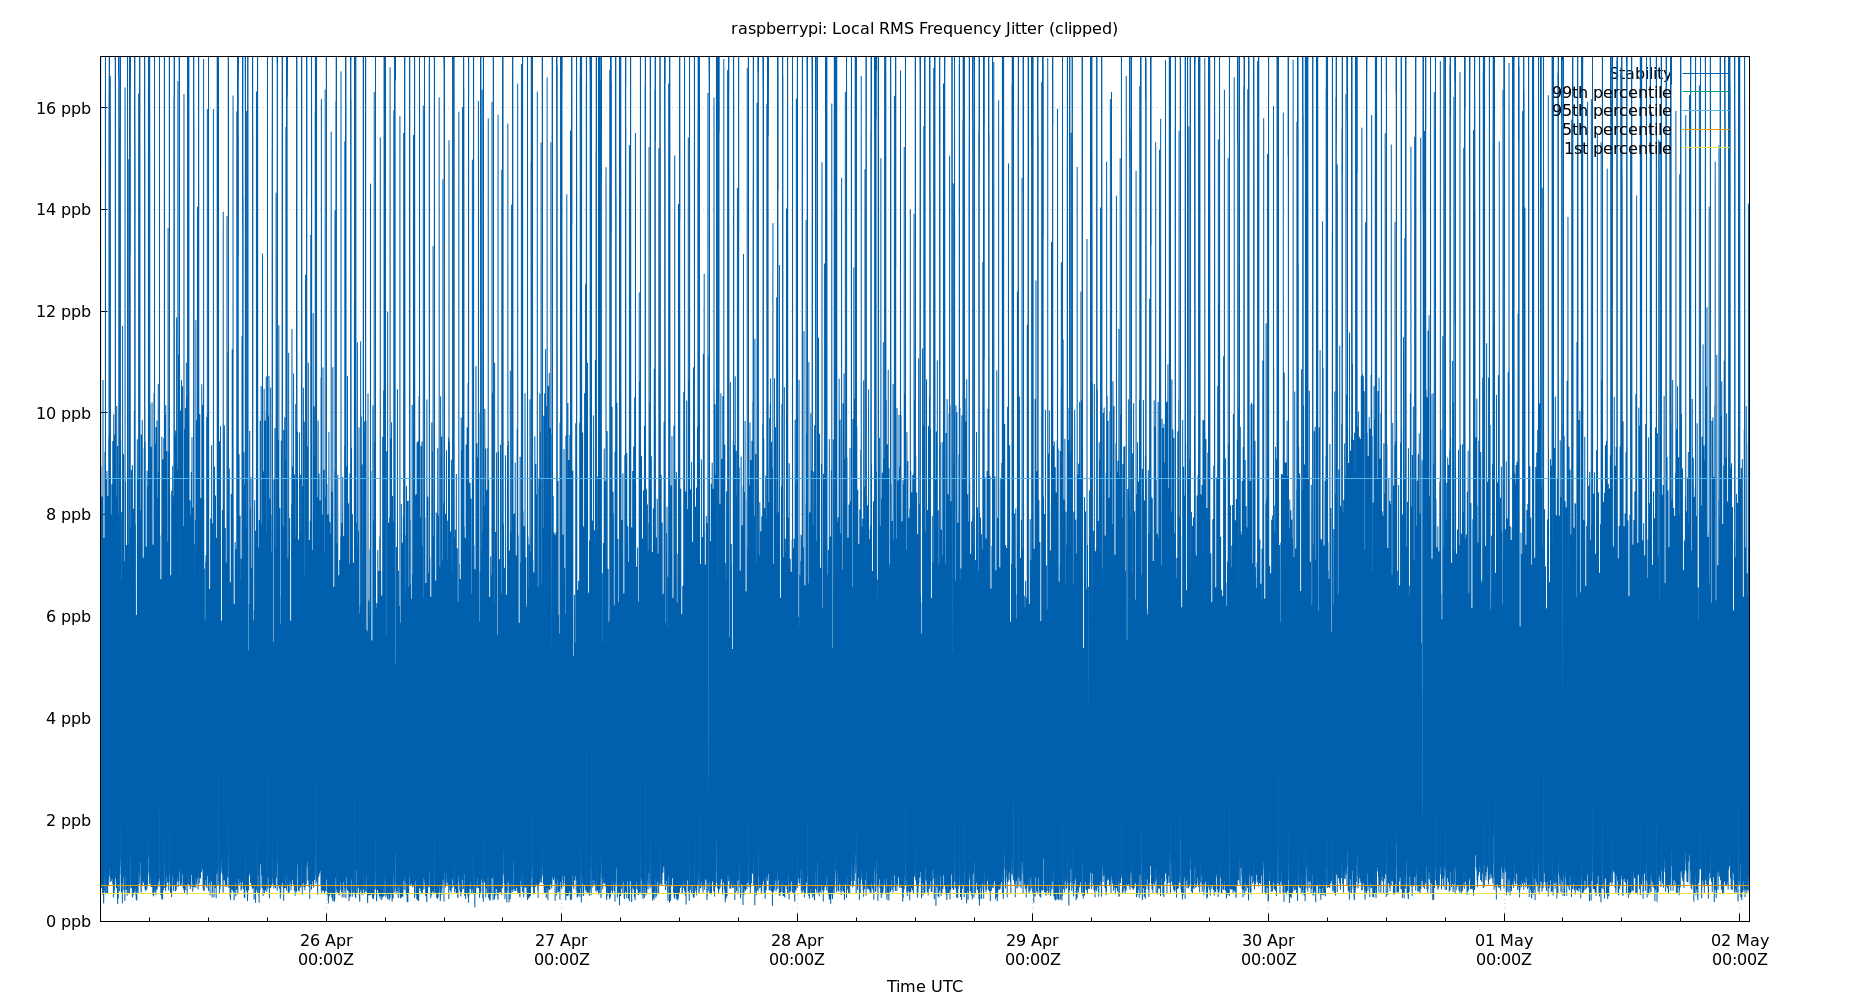 raspberrypi: Local RMS Frequency Jitter (clipped)
Stability
99th percentile
95th percentile
5th percentile
1st percentile
16 ppb
14 ppb
12 ppb
10 ppb
8 ppb
6 ppb
4 ppb
2 ppb
0 ppb
26 Apr 27 Apr 28 Apr 29 Apr 30 Apr 01 May 02 May
00:00Z 00:00Z 00:00Z 00:00Z 00:00Z 00:00Z 00:00Z
Time UTC